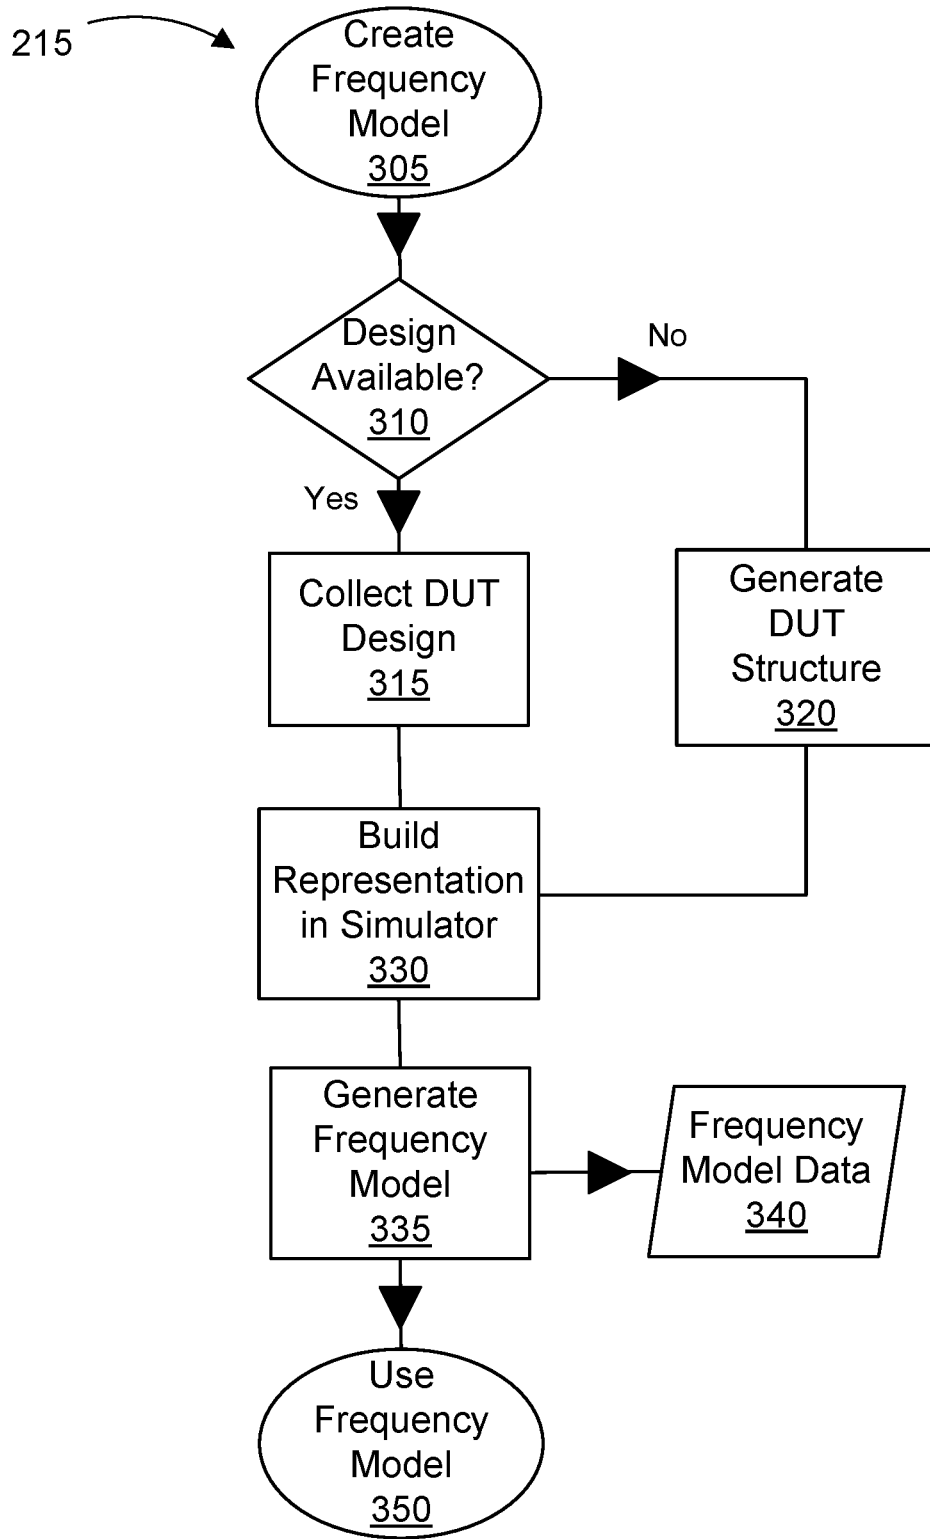 215
Create
Frequency
Model
305
Design
Available?
310
No
Yes
Collect DUT
Design
315
Generate
DUT
Structure
320
Build
Representation
in Simulator
330
Generate
Frequency
Model
335
Frequency
Model Data
340
Use
Frequency
Model
350